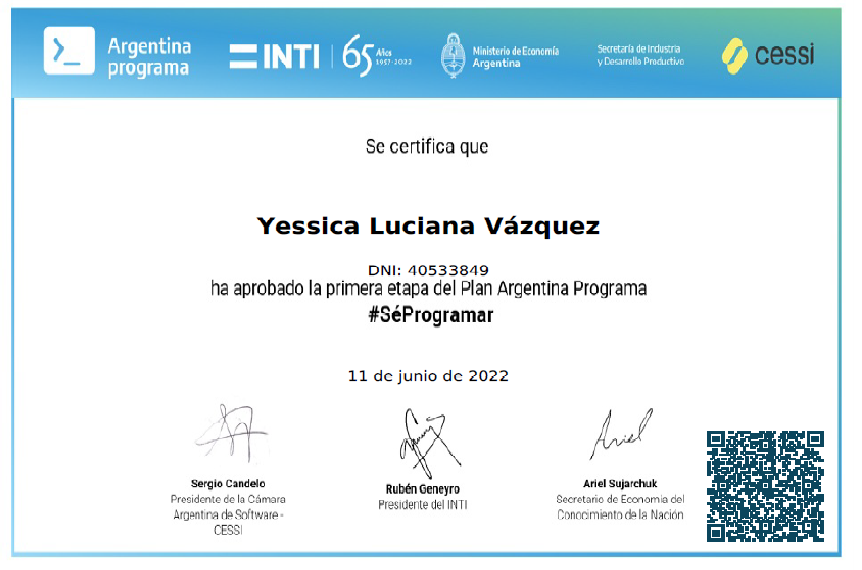 Argentina
programa
INTI
65 Años
1957-2022
Ministerio de Economía
Argentina
Secretaría de Industria
y Desarrollo Productivo
cessi
Se certifica que
Yessica Luciana Vázquez
DNI: 40533849
ha aprobado la primera etapa del Plan Argentina Programa
#SéProgramar
11 de junio de 2022
Ariel
Sergio Candelo
Presidente de la Cámara
Argentina de Software -
CESSI
Rubén Geneyro
Presidente del INTI
Ariel Sujarchuk
Secretario de Economía del
Conocimiento de la Nación